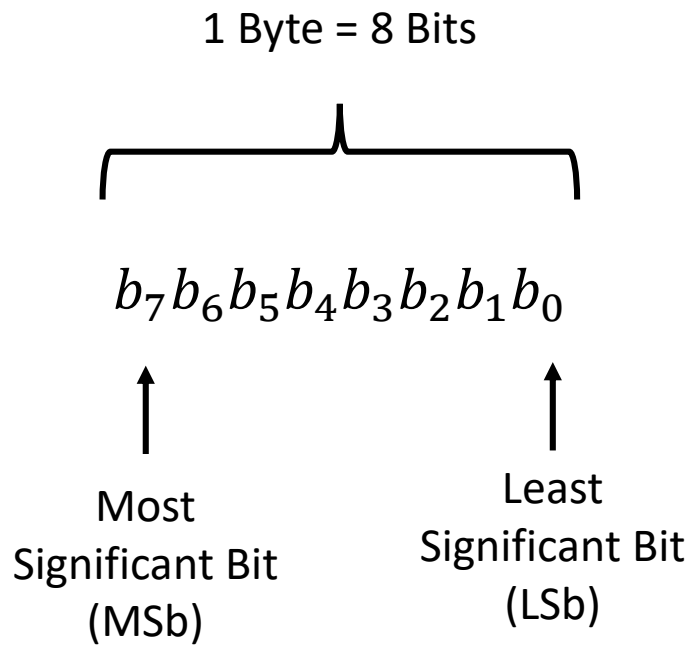 1 Byte = 8 Bits
b₇b₆b₅b₄b₃b₂b₁b₀
Most
Significant Bit
(MSb)
Least
Significant Bit
(LSb)